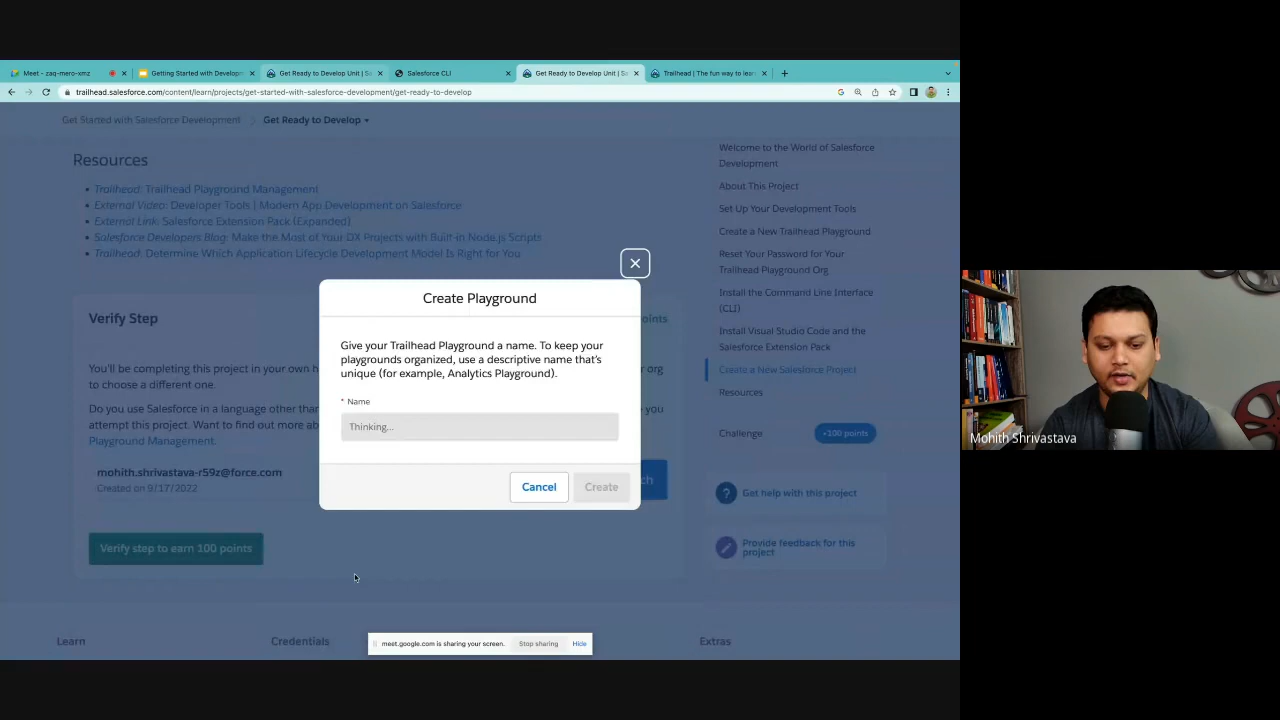 Meet - zaq-mero-xmz
Getting Started with Developm
Get Ready to Develop Unit | Sa
Salesforce CLI
Get Ready to Develop Unit | Sa
Trailhead | The fun way to lear
trailhead.salesforce.com/content/learn/projects/get-started-with-salesforce-development/get-ready-to-develop
Get Started with Salesforce Development
Get Ready to Develop
Resources
Trailhead: Trailhead Playground Management
External Video: Developer Tools | Modern App Development on Salesforce
External Link: Salesforce Extension Pack (Expanded)
Salesforce Developers Blog: Make the Most of Your DX Projects with Built-in Node.js Scripts
Trailhead: Determine Which Application Lifecycle Development Model Is Right for You
Verify Step
points
You'll be completing this project in your own h
org
to choose a different one.
Do you use Salesforce in a language other than
you
attempt this project. Want to find out more abo
Playground Management.
mohith.shrivastava-r59z@force.com
Created on 9/17/2022
ch
Verify step to earn 100 points
Create Playground
Give your Trailhead Playground a name. To keep your
playgrounds organized, use a descriptive name that's
unique (for example, Analytics Playground).
* Name
Thinking...
Cancel
Create
Welcome to the World of Salesforce
Development
About This Project
Set Up Your Development Tools
Create a New Trailhead Playground
Reset Your Password for Your
Trailhead Playground Org
Install the Command Line Interface
(CLI)
Install Visual Studio Code and the
Salesforce Extension Pack
Create a New Salesforce Project
Resources
Challenge
+100 points
Get help with this project
Provide feedback for this
project
Learn
Credentials
Extras
meet.google.com is sharing your screen.
Stop sharing
Hide
Mohith Shrivastava